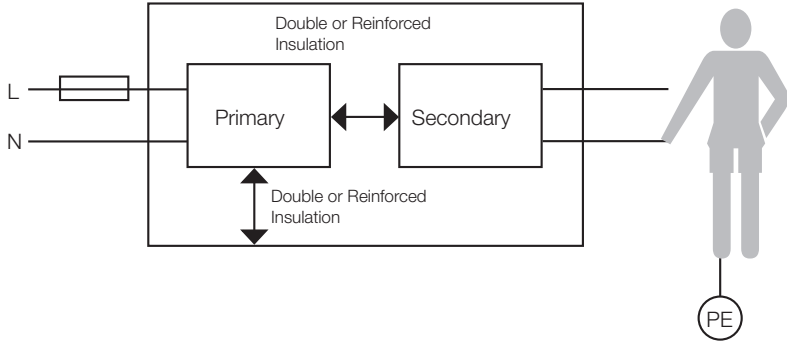 Double or Reinforced
Insulation
L
Primary
Secondary
N
Double or Reinforced
Insulation
PE